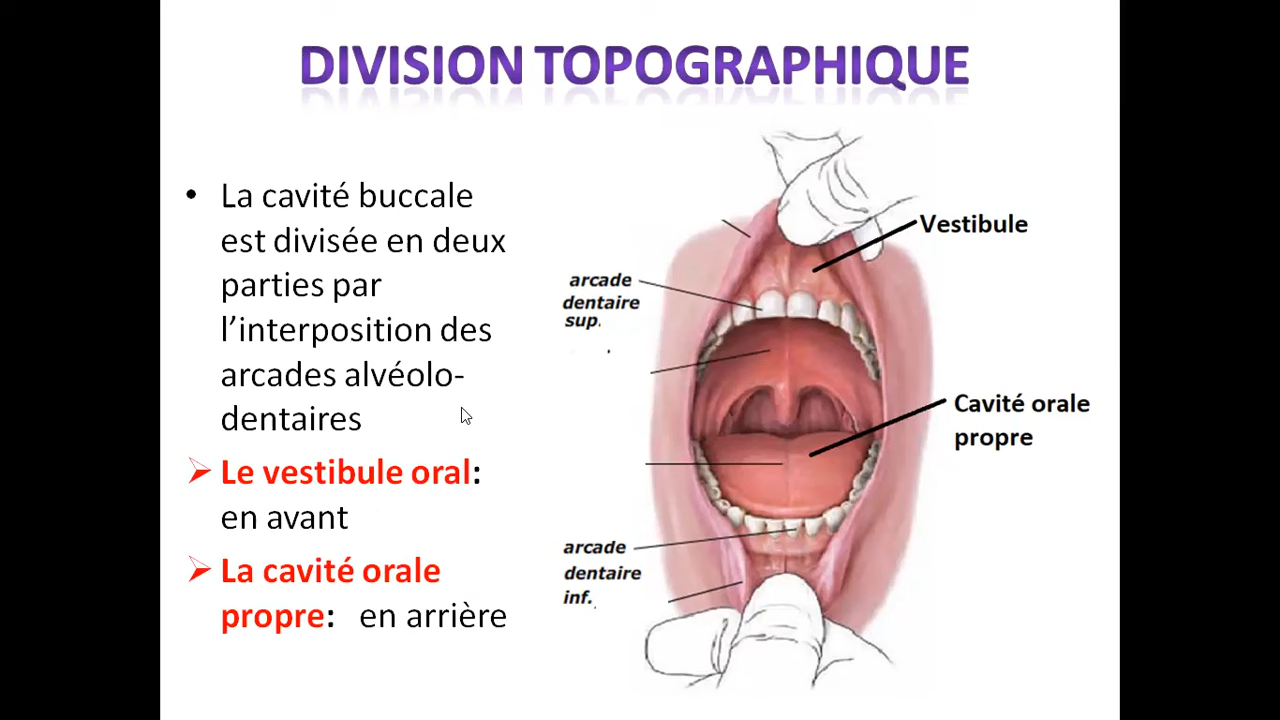 DIVISION TOPOGRAPHIQUE
• La cavité buccale
est divisée en deux
parties par
l’interposition des
arcades alvéolo-
dentaires
➢ Le vestibule oral:
en avant
➢ La cavité orale
propre: en arrière
Vestibule
arcade
dentaire
sup.
Cavité orale
propre
arcade
dentaire
inf.